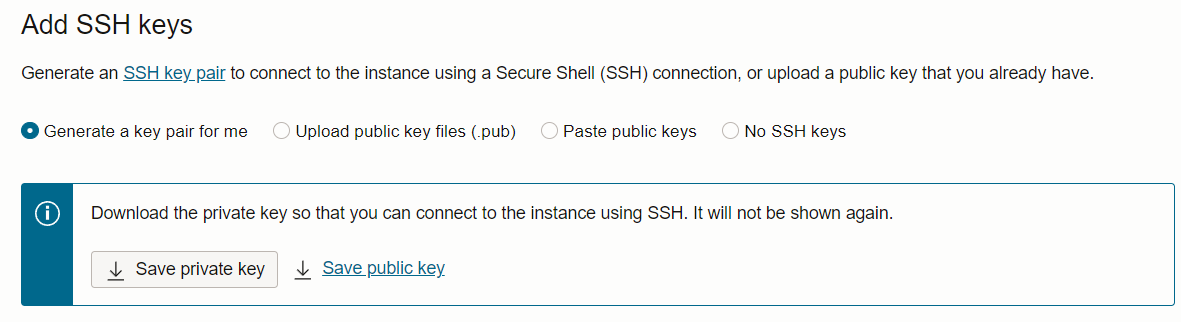 Add SSH keys
Generate an SSH key pair to connect to the instance using a Secure Shell (SSH) connection, or upload a public key that you already have.
Generate a key pair for me Upload public key files (.pub) Paste public keys No SSH keys
Download the private key so that you can connect to the instance using SSH. It will not be shown again.
Save private key Save public key